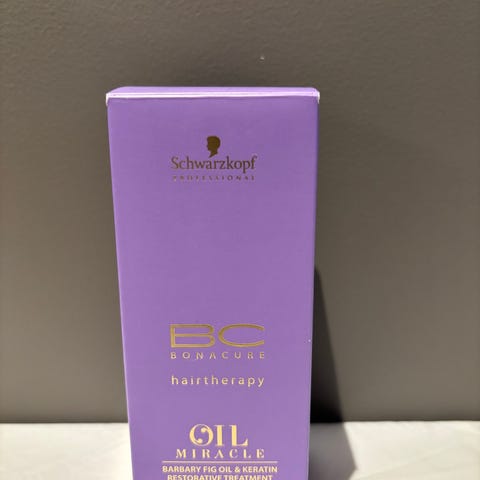 Schwarzkopf
PROFESSIONAL
BC
BONACURE
hairtherapy
OIL
MIRACLE
BARBARY FIG OIL & KERATIN
RESTORATIVE TREATMENT